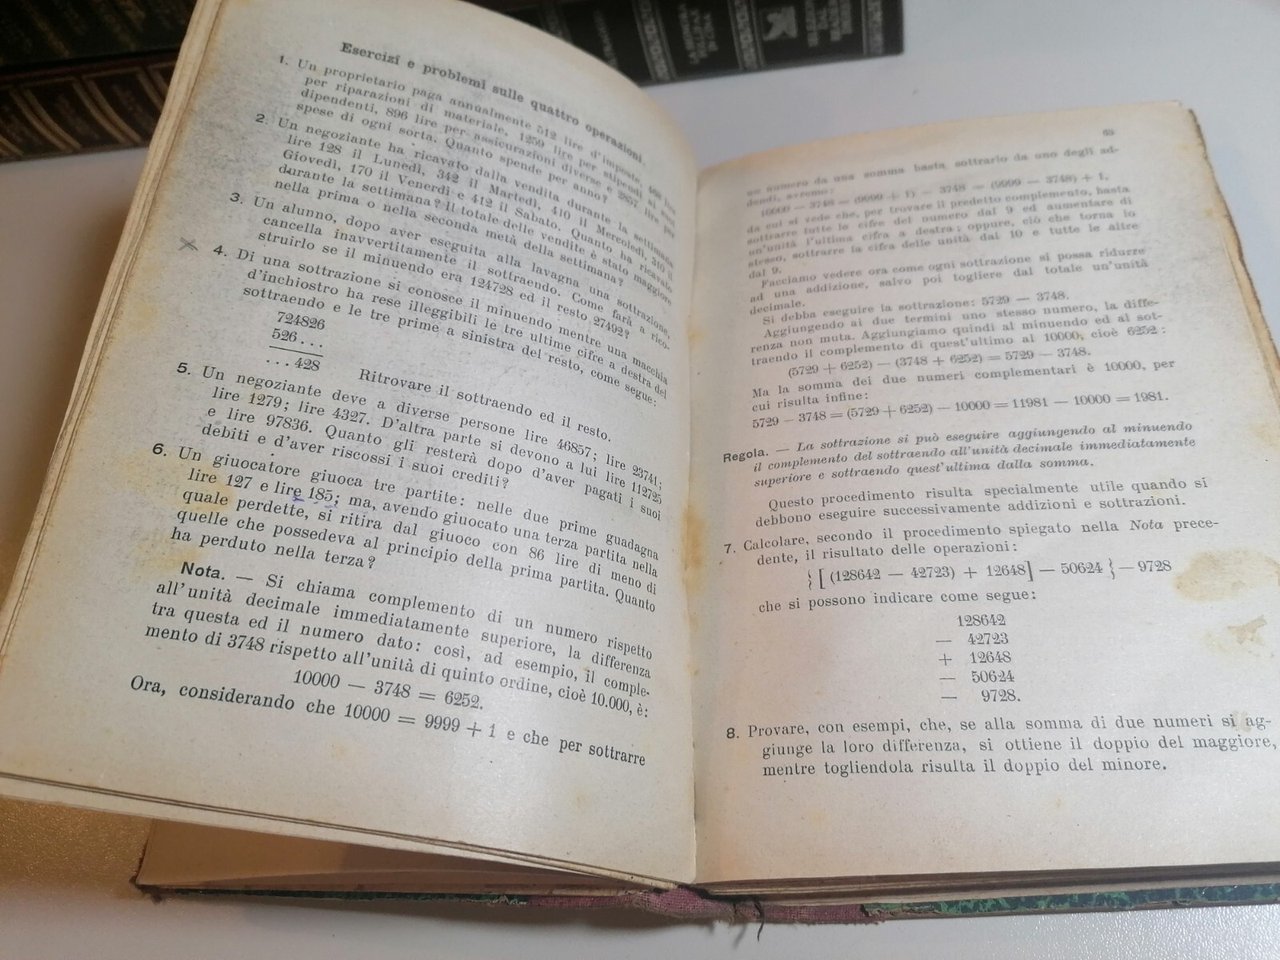 Esercizî e problemi sulle quattro operazioni.
1. Un proprietario paga annualmente 512 lire d'imposte, 468 lire
per riparazioni di materiale, 1259 lire per stipendi ai suoi
dipendenti, 896 lire per assicurazioni diverse e 2857 lire per
spese di ogni sorta. Quanto spende per anno?
2. Un negoziante ha ricavato dalla vendita durante la settimana
lire 128 il Lunedì, 342 il Martedì, 410 il Mercoledì, 310 il
Giovedì, 170 il Venerdì e 412 il Sabato. Quanto ha ricavato
durante la settimana? Il totale delle vendite è stato maggiore
nella prima o nella seconda metà della settimana?
3. Un alunno, dopo aver eseguita alla lavagna una sottrazione,
cancella inavvertitamente il sottraendo. Come farà a rico-
struirlo se il minuendo era 124728 ed il resto 27492?
4. Di una sottrazione si conosce il minuendo mentre una macchia
d'inchiostro ha rese illeggibili le tre ultime cifre a destra del
sottraendo e le tre prime a sinistra del resto, come segue:
724826
526...
...428 Ritrovare il sottraendo ed il resto.
5. Un negoziante deve a diverse persone lire 46857; lire 23741;
lire 1279; lire 4327. D'altra parte si devono a lui lire 112725
e lire 97836. Quanto gli resterà dopo d'aver pagati i suoi
debiti e d'aver riscossi i suoi crediti?
6. Un giuocatore giuoca tre partite: nelle due prime guadagna
lire 127 e lire 185; ma, avendo giuocato una terza partita nella
quale perdette, si ritira dal giuoco con 86 lire di meno di
quelle che possedeva al principio della prima partita. Quanto
ha perduto nella terza?
Nota. — Si chiama complemento di un numero rispetto
all'unità decimale immediatamente superiore, la differenza
tra questa ed il numero dato: così, ad esempio, il comple-
mento di 3748 rispetto all'unità di quinto ordine, cioè 10.000, è:
10000 — 3748 = 6252.
Ora, considerando che 10000 = 9999 + 1 e che per sottrarre
un numero da una somma basta sottrarlo da uno degli ad-
dendi, avremo:
10000 — 3748 = (9999 + 1) — 3748 = (9999 — 3748) + 1,
da cui si vede che, per trovare il predetto complemento, basta
sottrarre tutte le cifre del numero dal 9 ed aumentare di
un'unità l'ultima cifra a destra; oppure, ciò che torna lo
stesso, sottrarre la cifra delle unità dal 10 e tutte le altre
dal 9.
Facciamo vedere ora come ogni sottrazione si possa ridurre
ad una addizione, salvo poi togliere dal totale un'unità
decimale.
Si debba eseguire la sottrazione: 5729 — 3748.
Aggiungendo ai due termini uno stesso numero, la diffe-
renza non muta. Aggiungiamo quindi al minuendo ed al sot-
traendo il complemento di quest'ultimo al 10000, cioè 6252:
(5729 + 6252) — (3748 + 6252) = 5729 — 3748.
Ma la somma dei due numeri complementari è 10000, per
cui risulta infine:
5729 — 3748 = (5729 + 6252) — 10000 = 11981 — 10000 = 1981.
Regola. — La sottrazione si può eseguire aggiungendo al minuendo
il complemento del sottraendo all'unità decimale immediatamente
superiore e sottraendo quest'ultima dalla somma.
Questo procedimento risulta specialmente utile quando si
debbono eseguire successivamente addizioni e sottrazioni.
7. Calcolare, secondo il procedimento spiegato nella Nota prece-
dente, il risultato delle operazioni:
{[(128642 — 42723) + 12648] — 50624} — 9728
che si possono indicare come segue:
128642
— 42723
+ 12648
— 50624
— 9728.
8. Provare, con esempi, che, se alla somma di due numeri si ag-
giunge la loro differenza, si ottiene il doppio del maggiore,
mentre togliendola risulta il doppio del minore.